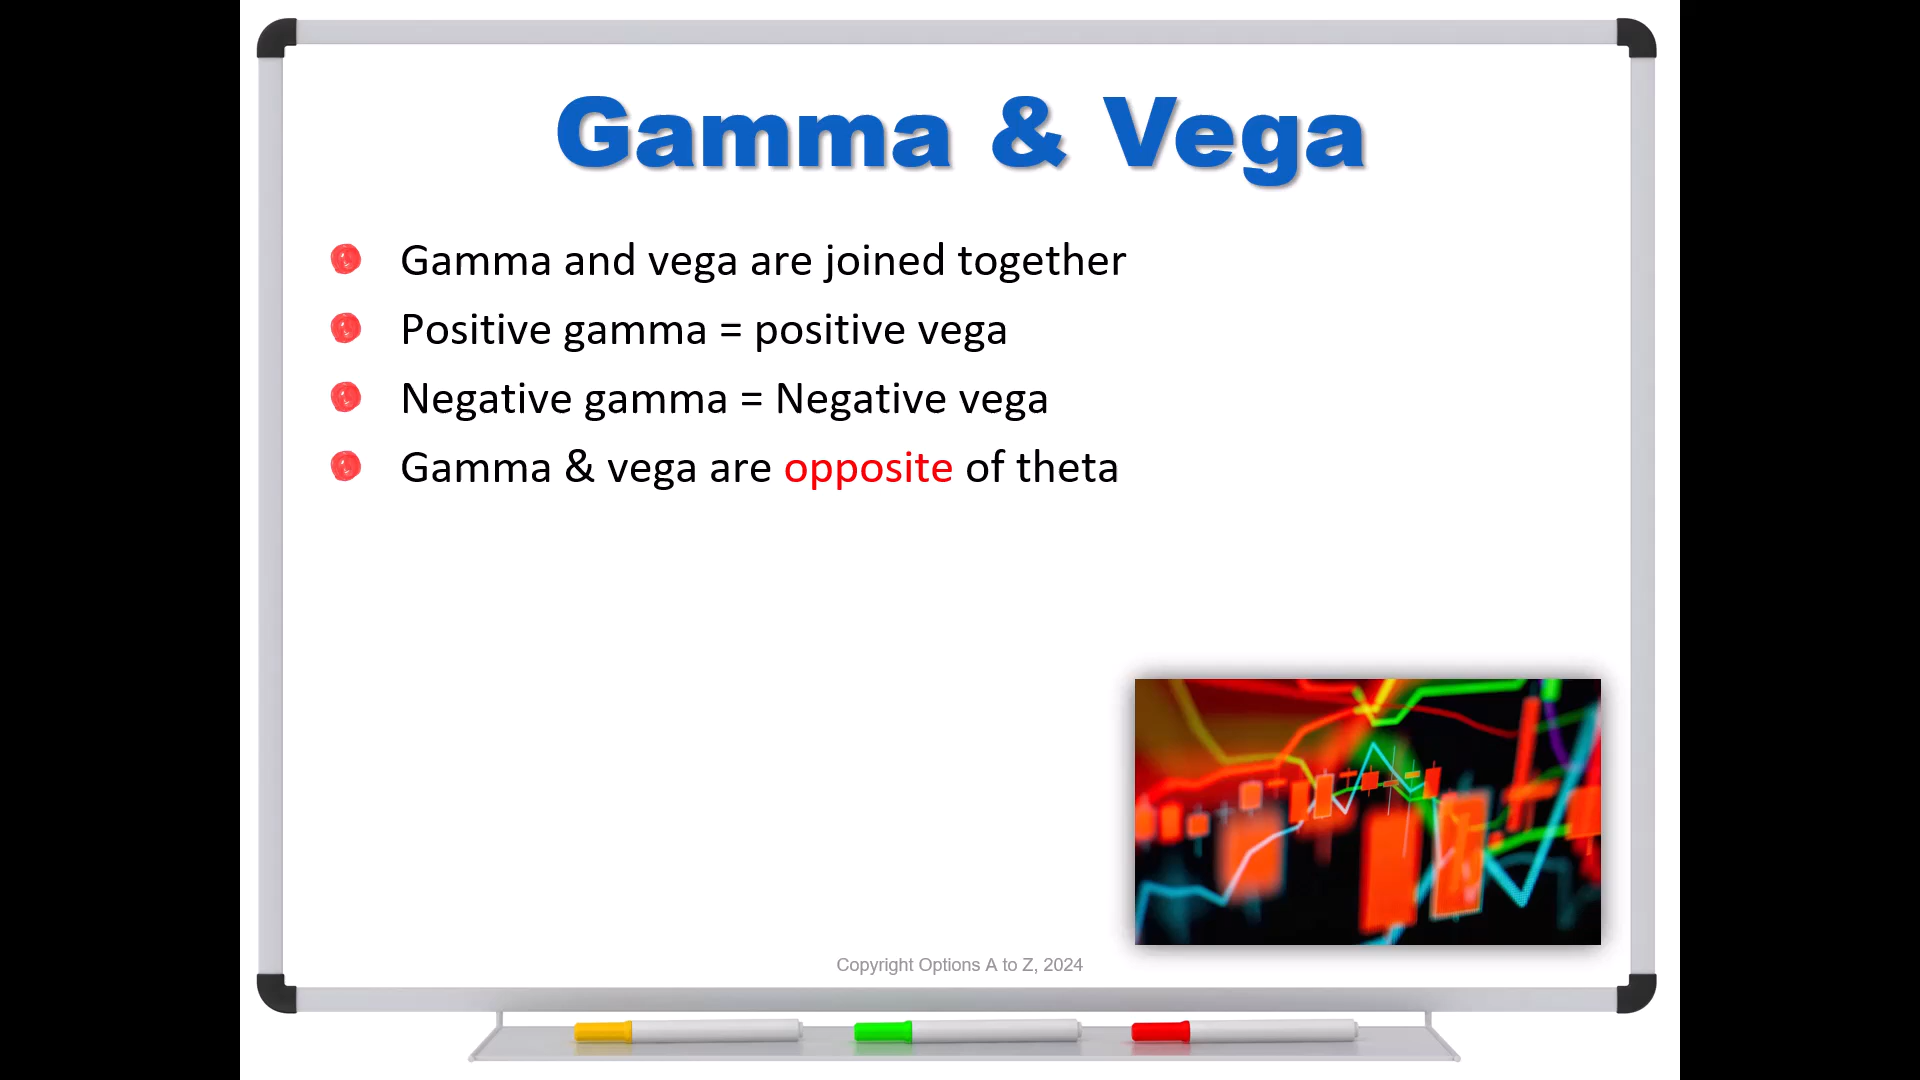 Gamma & Vega
Gamma and vega are joined together
Positive gamma = positive vega
Negative gamma = Negative vega
Gamma & vega are opposite of theta
Copyright Options A to Z, 2024